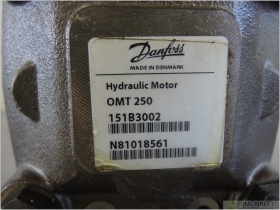 Danfoss
MADE IN DENMARK
Hydraulic Motor
OMT 250
151B3002
N81018561